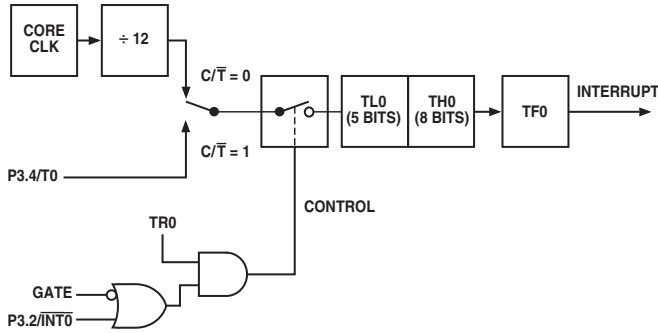 CORE
CLK
÷ 12
C/T̅ = 0
C/T̅ = 1
P3.4/T0
TL0
(5 BITS)
TH0
(8 BITS)
TF0
INTERRUPT
CONTROL
TR0
GATE
P3.2/I̅N̅T̅0̅